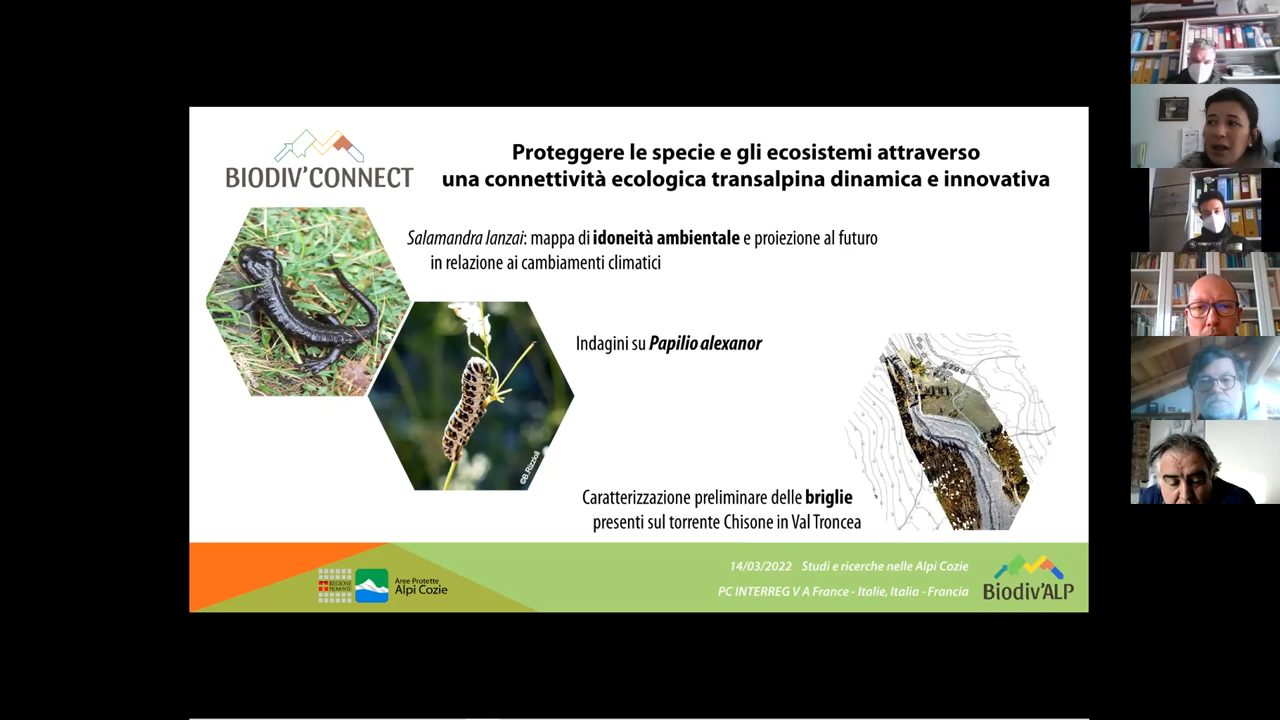 BIODIV'CONNECT
Proteggere le specie e gli ecosistemi attraverso
una connettività ecologica transalpina dinamica e innovativa
Salamandra lanzai: mappa di idoneità ambientale e proiezione al futuro
in relazione ai cambiamenti climatici
Indagini su Papilio alexanor
©B.Rizzioli
Caratterizzazione preliminare delle briglie
presenti sul torrente Chisone in Val Troncea
REGIONE
PIEMONTE
Aree Protette
Alpi Cozie
14/03/2022 Studi e ricerche nelle Alpi Cozie
PC INTERREG V A France - Italie, Italia - Francia
Biodiv'ALP